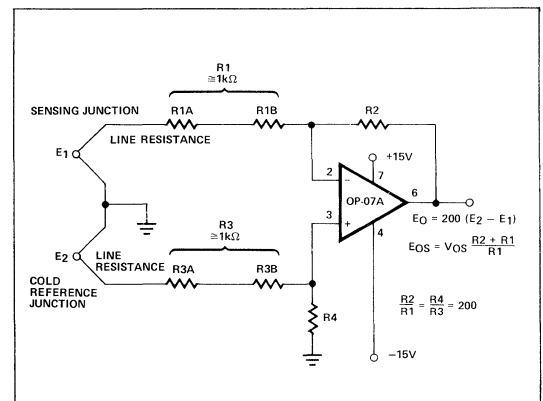 R1
≅1kΩ
R1A
R1B
R2
SENSING JUNCTION
LINE RESISTANCE
E1
+15V
2
7
−
OP-07A
6
3
+
4
EO = 200 (E2 − E1)
EOS = VOS R2 + R1 / R1
E2
LINE
RESISTANCE
R3
≅1kΩ
COLD
REFERENCE
JUNCTION
R3A
R3B
R4
R2/R1 = R4/R3 = 200
−15V